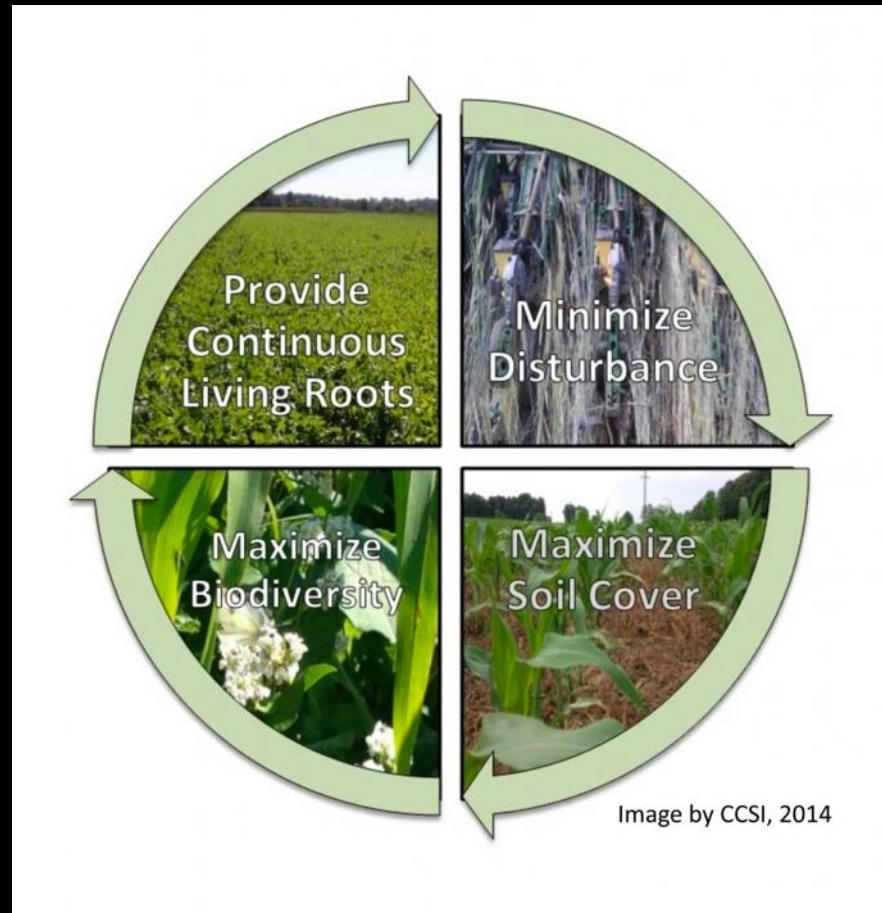 Provide
Continuous
Living Roots
Minimize
Disturbance
Maximize
Biodiversity
Maximize
Soil Cover
Image by CCSI, 2014